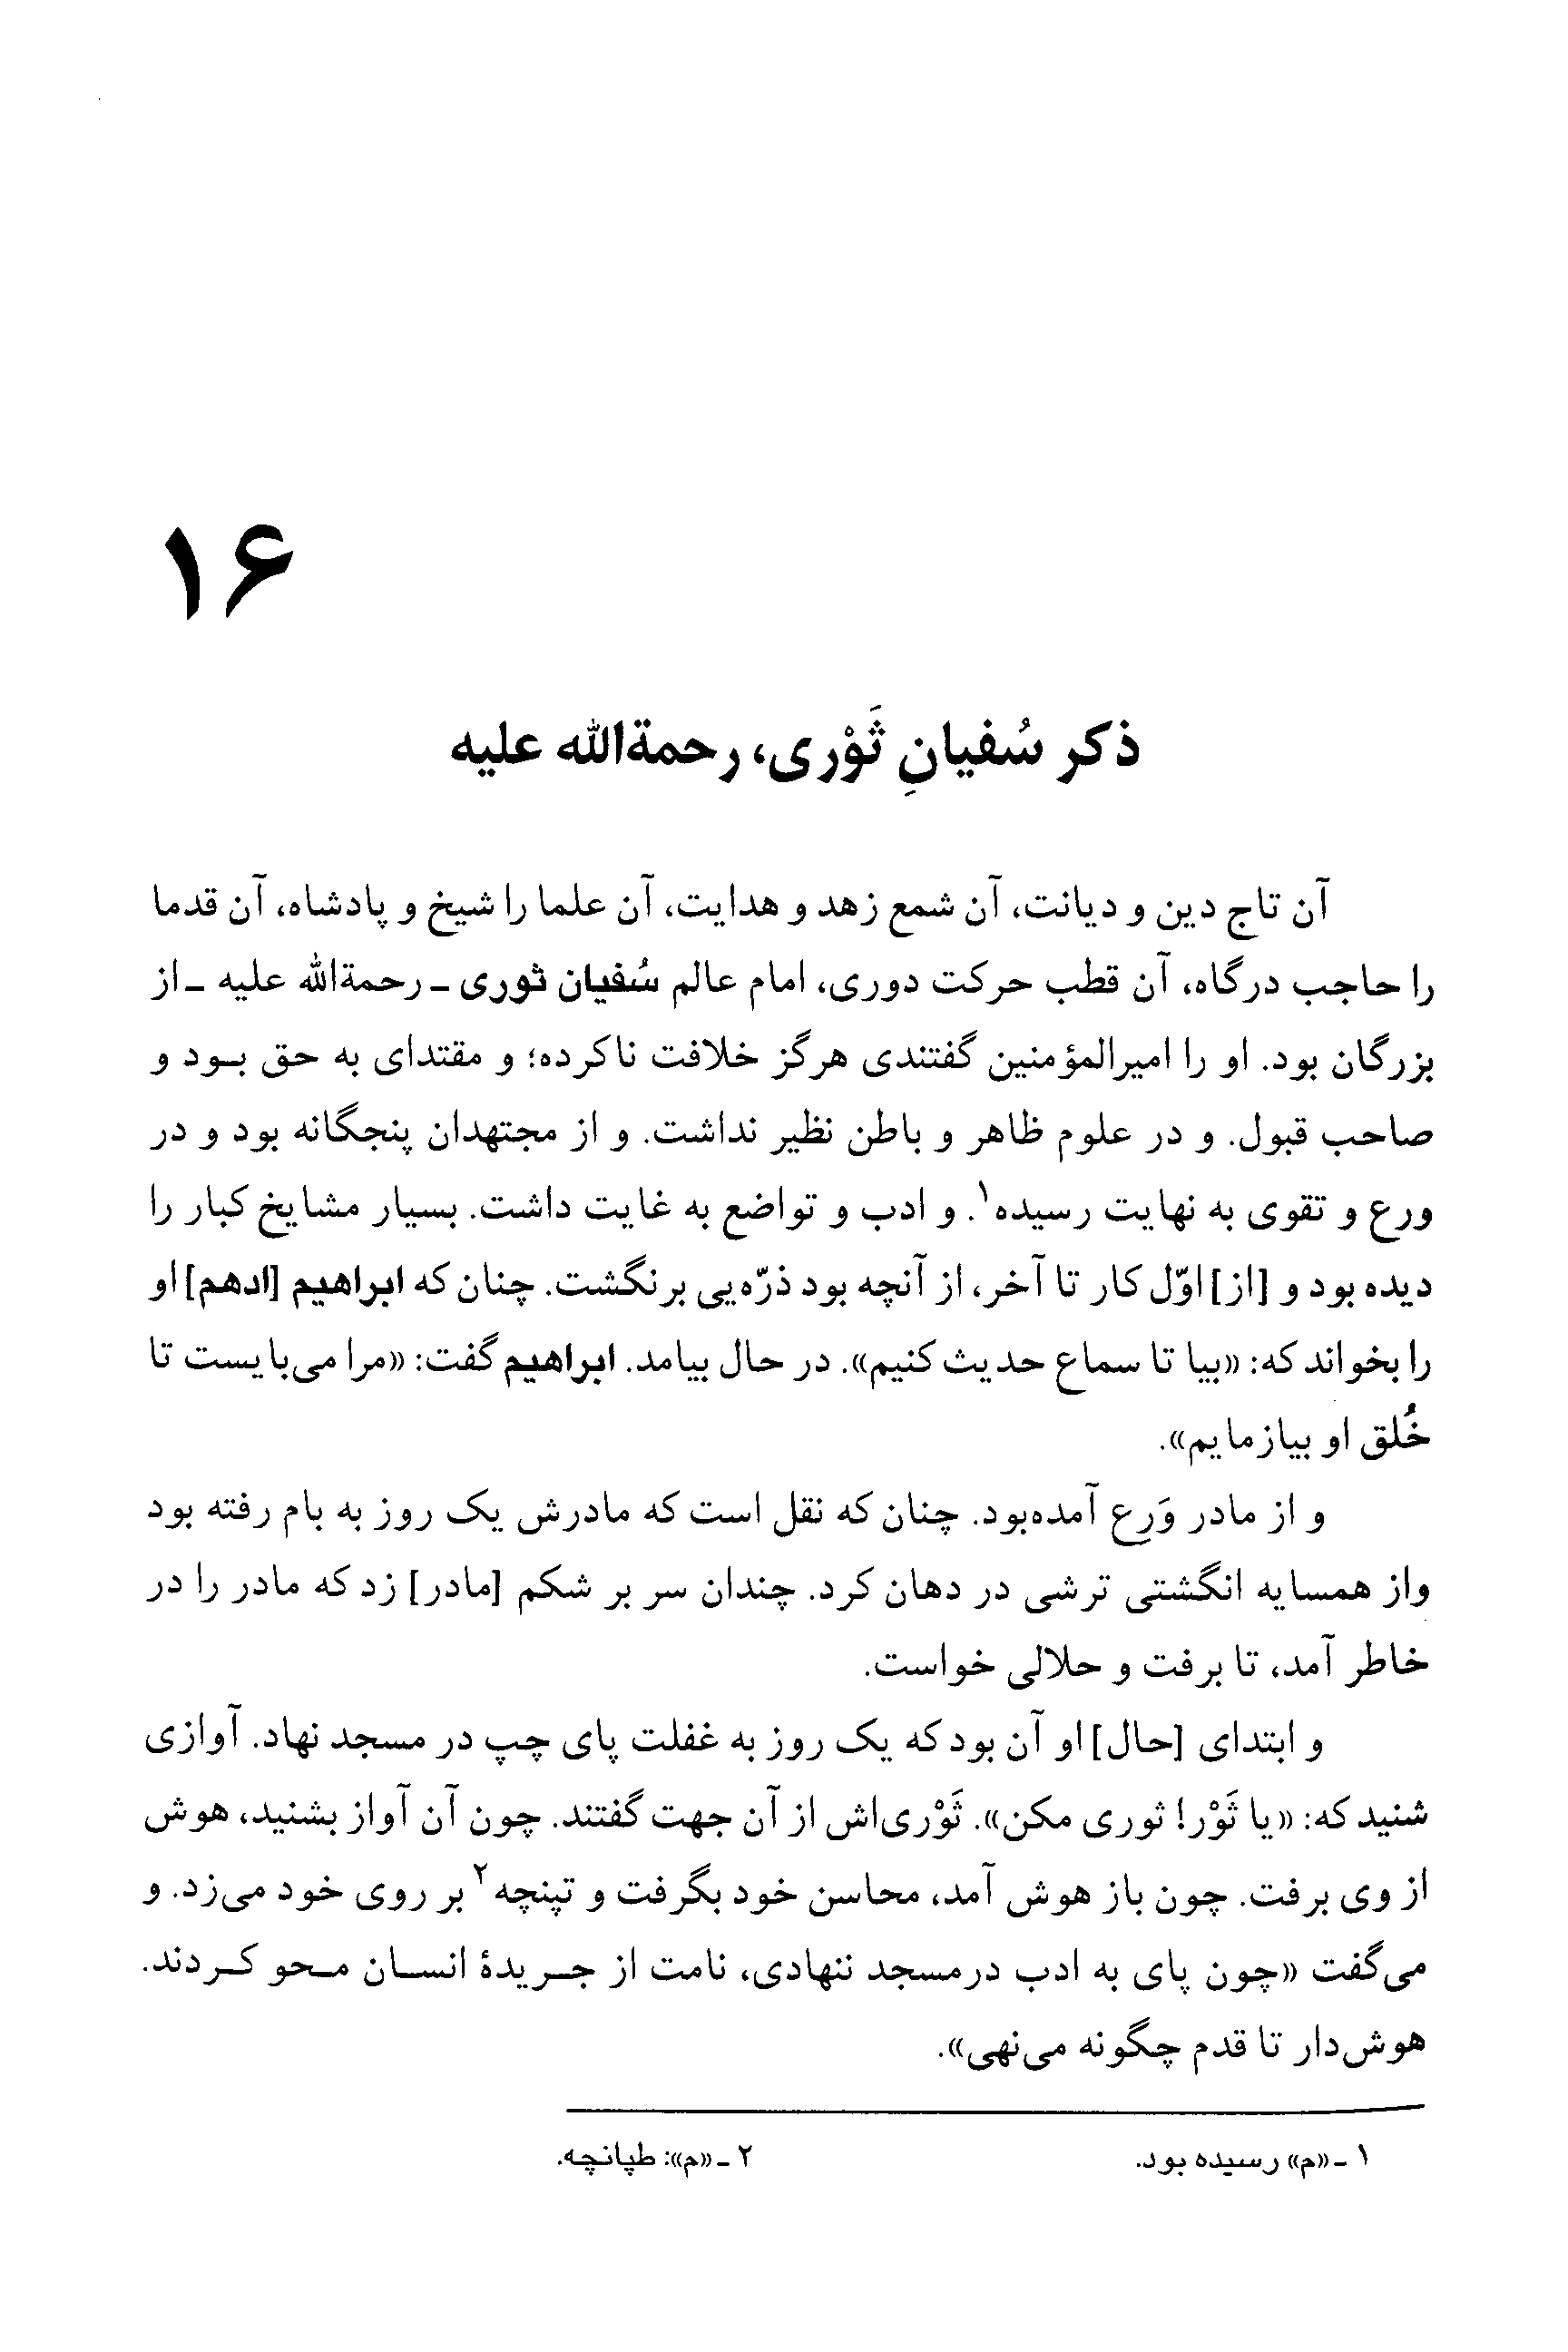 ۱۶
ذکر سُفیانِ ثَوْری، رحمةالله علیه
آن تاج دین و دیانت، آن شمع زهد و هدایت، آن علما را شیخ و پادشاه، آن قدما
را حاجب درگاه، آن قطب حرکت دوری، امام عالم سُفیان ثوری ـ رحمةالله علیه ـ از
بزرگان بود. او را امیرالمؤمنین گفتندی هرگز خلافت ناکرده؛ و مقتدای به حق بود و
صاحب قبول. و در علوم ظاهر و باطن نظیر نداشت. و از مجتهدان پنجگانه بود و در
ورع و تقوی به نهایت رسیده۱. و ادب و تواضع به غایت داشت. بسیار مشایخ کبار را
دیده بود و [از] اوّل کار تا آخر، از آنچه بود ذرّه‌یی برنگشت. چنان که ابراهیم [ادهم] او
را بخواند که: «بیا تا سماع حدیث کنیم». در حال بیامد. ابراهیم گفت: «مرا می‌بایست تا
خُلق او بیازمایم».
و از مادر وَرع آمده‌بود. چنان که نقل است که مادرش یک روز به بام رفته بود
واز همسایه انگشتی ترشی در دهان کرد. چندان سر بر شکم [مادر] زد که مادر را در
خاطر آمد، تا برفت و حلالی خواست.
و ابتدای [حال] او آن بود که یک روز به غفلت پای چپ در مسجد نهاد. آوازی
شنید که: «یا ثَوْر! ثوری مکن». ثَوْری‌اش از آن جهت گفتند. چون آن آواز بشنید، هوش
از وی برفت. چون باز هوش آمد، محاسن خود بگرفت و تپنچه۲ بر روی خود می‌زد. و
می‌گفت «چون پای به ادب درمسجد ننهادی، نامت از جریدهٔ انسان محو کردند.
هوش‌دار تا قدم چگونه می‌نهی».
۱ ـ «م» رسیده بود. ۲ ـ «م»: طپانچه.